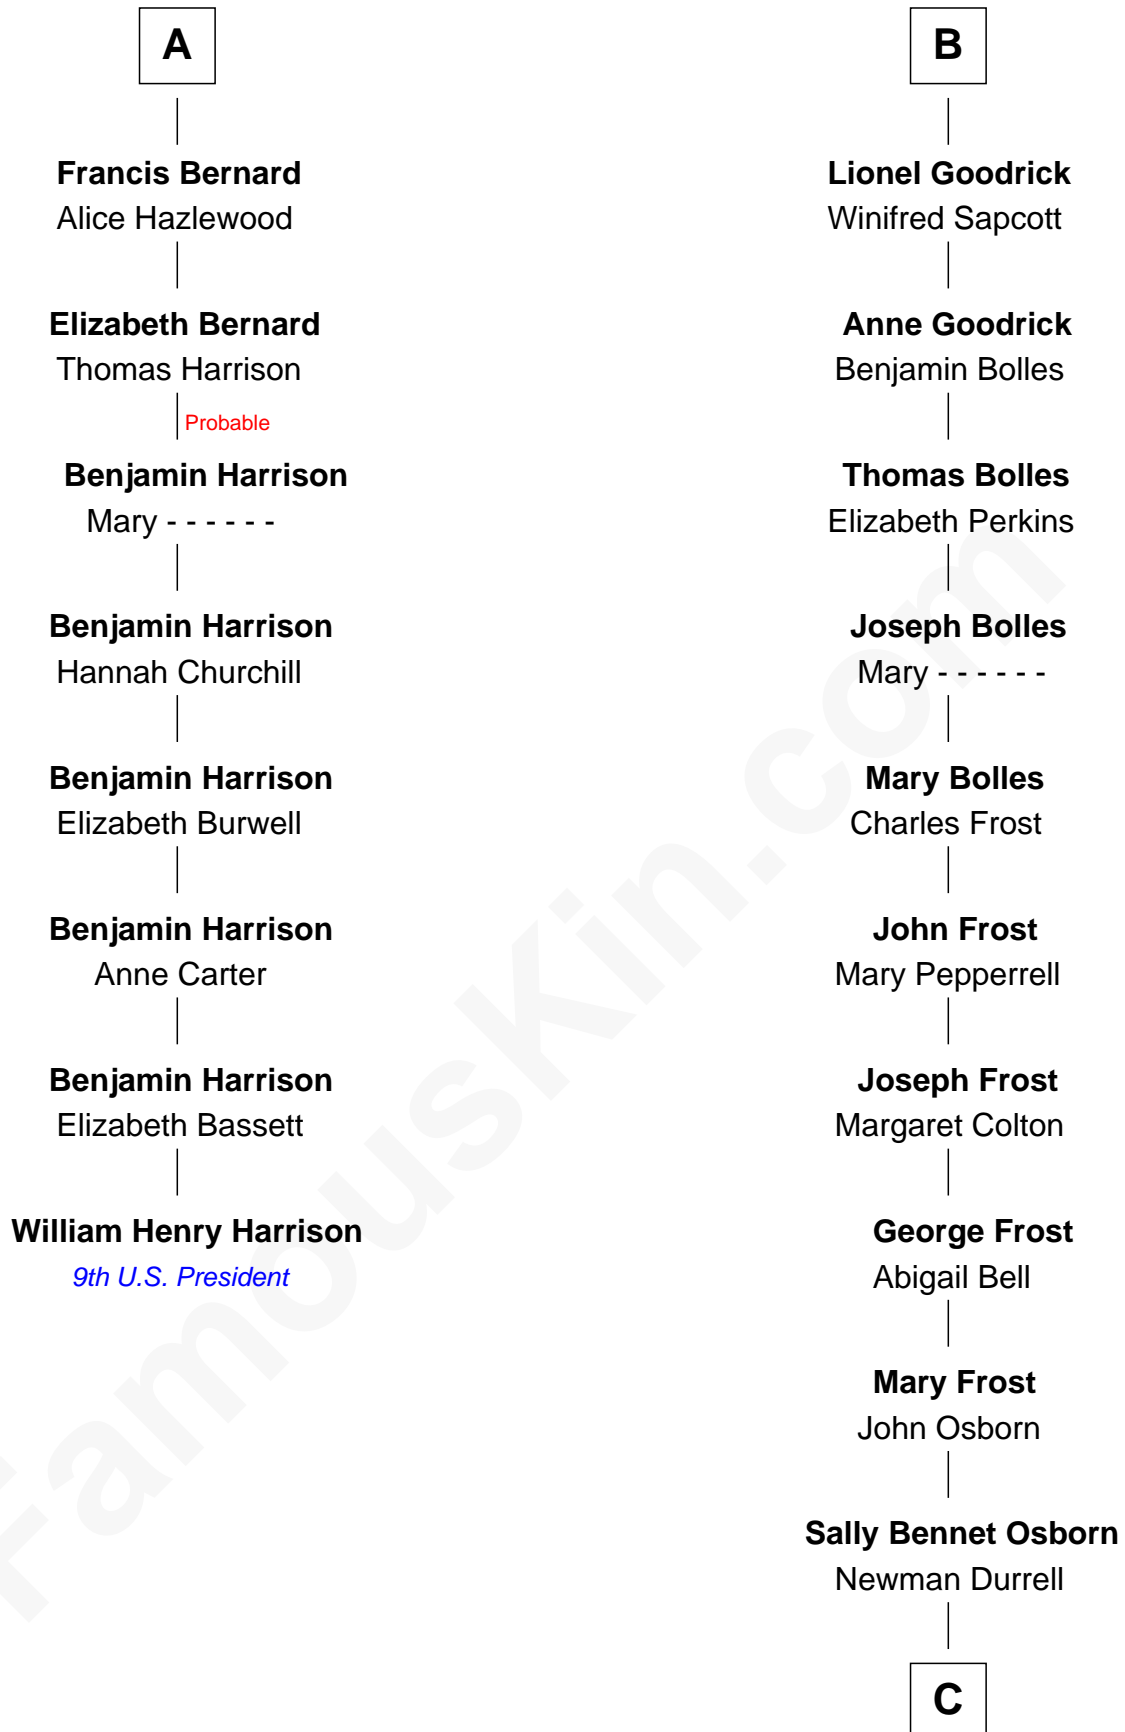 A
Francis Bernard
Alice Hazlewood
Elizabeth Bernard
Thomas Harrison
Probable
Benjamin Harrison
Mary - - - - - -
Benjamin Harrison
Hannah Churchill
Benjamin Harrison
Elizabeth Burwell
Benjamin Harrison
Anne Carter
Benjamin Harrison
Elizabeth Bassett
William Henry Harrison
9th U.S. President
B
Lionel Goodrick
Winifred Sapcott
Anne Goodrick
Benjamin Bolles
Thomas Bolles
Elizabeth Perkins
Joseph Bolles
Mary - - - - - -
Mary Bolles
Charles Frost
John Frost
Mary Pepperrell
Joseph Frost
Margaret Colton
George Frost
Abigail Bell
Mary Frost
John Osborn
Sally Bennet Osborn
Newman Durrell
C
FamousKin.com